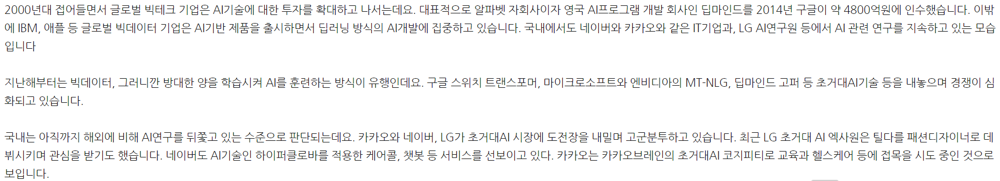 2000년대 접어들면서 글로벌 빅테크 기업은 AI기술에 대한 투자를 확대하고 나서는데요. 대표적으로 알파벳 자회사이자 영국 AI프로그램 개발 회사인 딥마인드를 2014년 구글이 약 4800억원에 인수했습니다. 이밖
에 IBM, 애플 등 글로벌 빅데이터 기업은 AI기반 제품을 출시하면서 딥러닝 방식의 AI개발에 집중하고 있습니다. 국내에서도 네이버와 카카오와 같은 IT기업과, LG AI연구원 등에서 AI 관련 연구를 지속하고 있는 모습
입니다
지난해부터는 빅데이터, 그러니깐 방대한 양을 학습시켜 AI를 훈련하는 방식이 유행인데요. 구글 스위치 트랜스포머, 마이크로소프트와 엔비디아의 MT-NLG, 딥마인드 고퍼 등 초거대AI기술 등을 내놓으며 경쟁이 심
화되고 있습니다.
국내는 아직까지 해외에 비해 AI연구를 뒤쫓고 있는 수준으로 판단되는데요. 카카오와 네이버, LG가 초거대AI 시장에 도전장을 내밀며 고군분투하고 있습니다. 최근 LG 초거대 AI 엑사원은 틸다를 패션디자이너로 데
뷔시키며 관심을 받기도 했습니다. 네이버도 AI기술인 하이퍼클로바를 적용한 케어콜, 챗봇 등 서비스를 선보이고 있다. 카카오는 카카오브레인의 초거대AI 코지피티로 교육과 헬스케어 등에 접목을 시도 중인 것으로
보입니다.